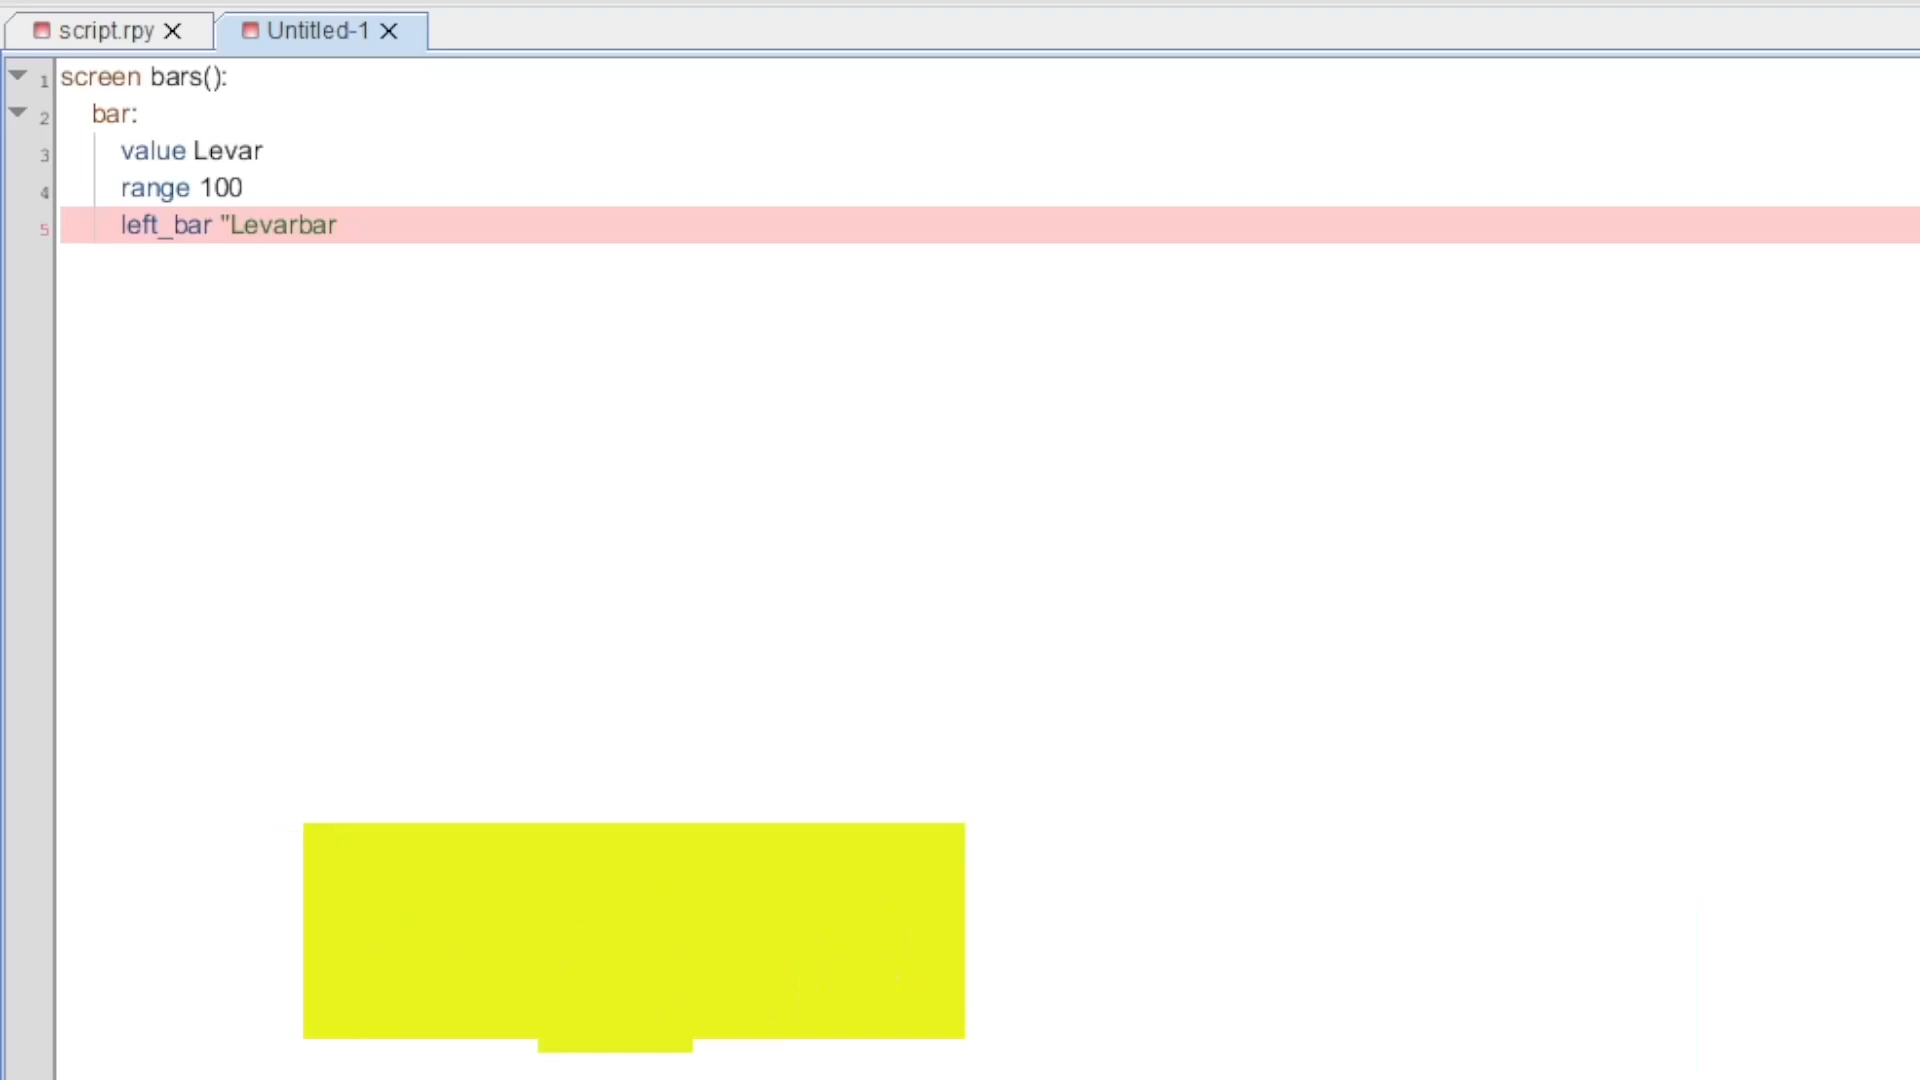 script.rpy
Untitled-1
1 screen bars():
2 bar:
3 value Levar
4 range 100
5 left_bar "Levarbar